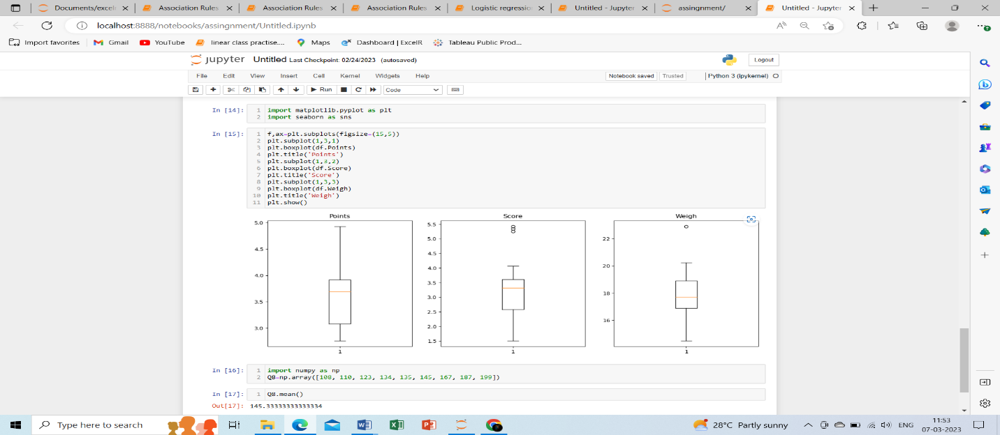 Documents/excel
Association Rules
Association Rules
Association Rules
Logistic regression
Untitled - Jupyter
assingnment/
Untitled - Jupyter
localhost:8888/notebooks/assingnment/Untitled.ipynb
Import favorites
Gmail
YouTube
linear class practise....
Maps
Dashboard | ExcelR
Tableau Public Prod...
jupyter Untitled Last Checkpoint: 02/24/2023 (autosaved)
Logout
File Edit View Insert Cell Kernel Widgets Help
Notebook saved Trusted Python 3 (ipykernel)
Run Code
In [14]:
1 import matplotlib.pyplot as plt
2 import seaborn as sns
In [15]:
1 f,ax=plt.subplots(figsize=(15,5))
2 plt.subplot(1,3,1)
3 plt.boxplot(df.Points)
4 plt.title('Points')
5 plt.subplot(1,3,2)
6 plt.boxplot(df.Score)
7 plt.title('Score')
8 plt.subplot(1,3,3)
9 plt.boxplot(df.Weigh)
10 plt.title('Weigh')
11 plt.show()
Points
5.0
4.5
4.0
3.5
3.0
1
Score
5.5
5.0
4.5
4.0
3.5
3.0
2.5
2.0
1.5
1
Weigh
22
20
18
16
1
In [16]:
1 import numpy as np
2 Q8=np.array([108, 110, 123, 134, 135, 145, 167, 187, 199])
In [17]:
1 Q8.mean()
Out[17]: 145.33333333333334
Type here to search
28°C Partly sunny
ENG
11:53
07-03-2023